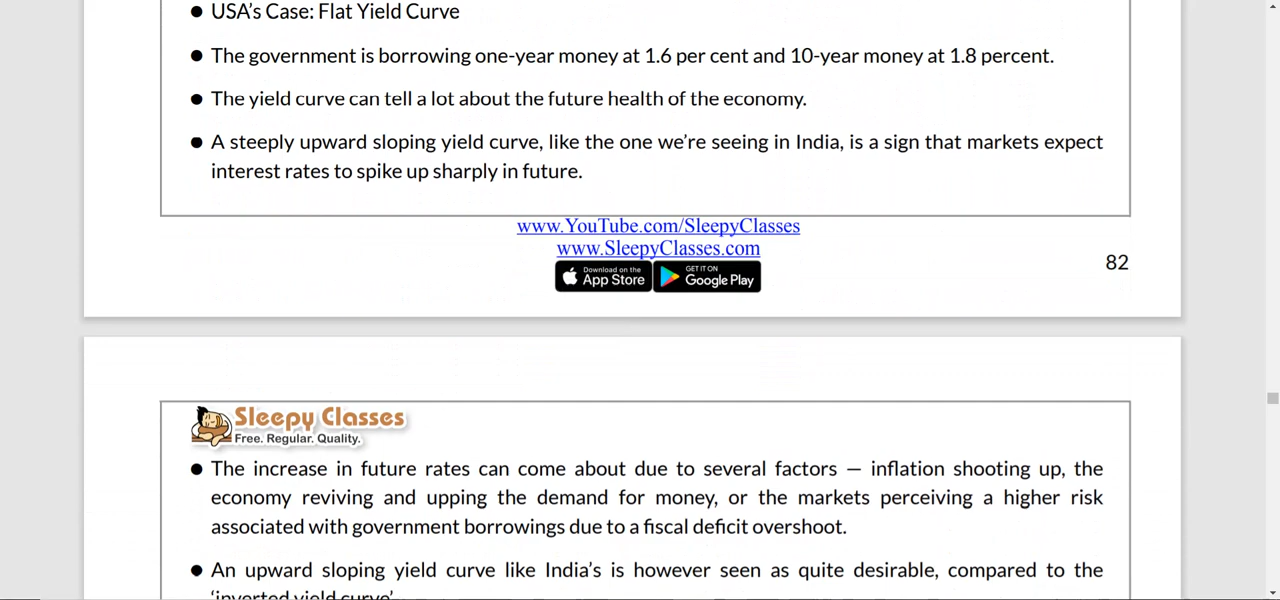 ● USA's Case: Flat Yield Curve
● The government is borrowing one-year money at 1.6 per cent and 10-year money at 1.8 percent.
● The yield curve can tell a lot about the future health of the economy.
● A steeply upward sloping yield curve, like the one we're seeing in India, is a sign that markets expect
interest rates to spike up sharply in future.
www.YouTube.com/SleepyClasses
www.SleepyClasses.com
Download on the App Store GET IT ON Google Play
82
Sleepy Classes
Free. Regular. Quality.
● The increase in future rates can come about due to several factors — inflation shooting up, the
economy reviving and upping the demand for money, or the markets perceiving a higher risk
associated with government borrowings due to a fiscal deficit overshoot.
● An upward sloping yield curve like India's is however seen as quite desirable, compared to the
'inverted yield curve'